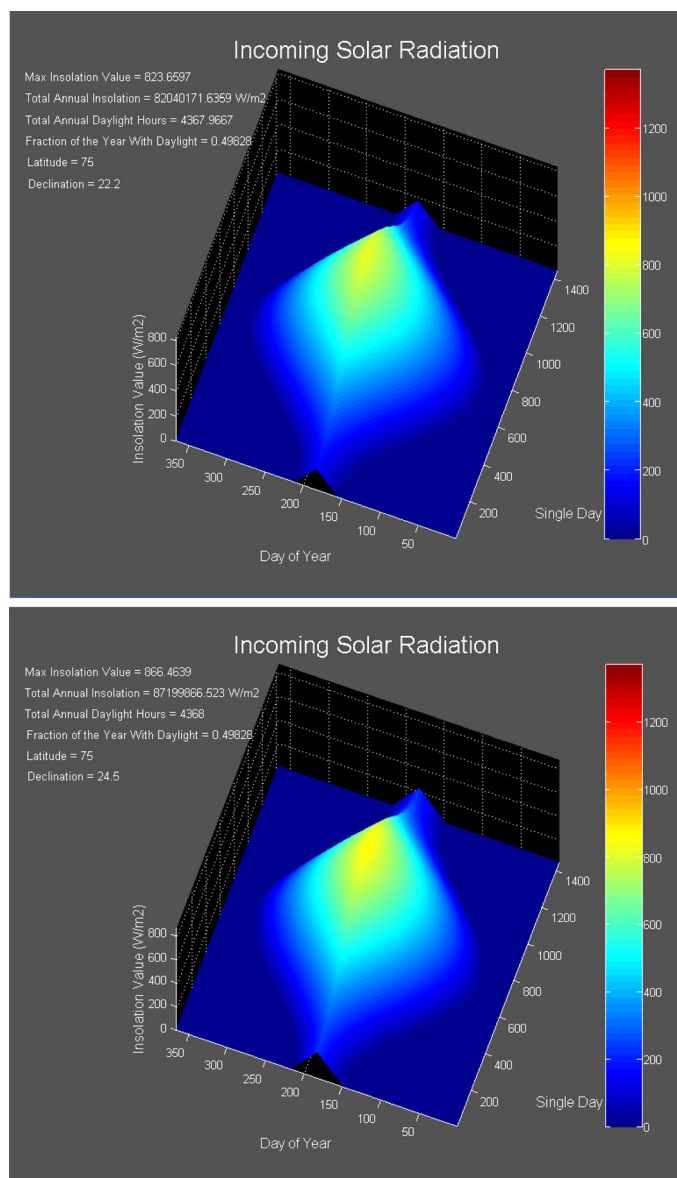 Incoming Solar Radiation
Max Insolation Value = 823.6597
Total Annual Insolation = 82040171.6359 W/m2
Total Annual Daylight Hours = 4367.9667
Fraction of the Year With Daylight = 0.49828
Latitude = 75
Declination = 22.2
Insolation Value (W/m2)
800
600
400
200
0
350
300
250
200
150
100
50
Day of Year
200
400
600
800
1000
1200
1400
Single Day
1200
1000
800
600
400
200
0
Incoming Solar Radiation
Max Insolation Value = 866.4639
Total Annual Insolation = 87199866.523 W/m2
Total Annual Daylight Hours = 4368
Fraction of the Year With Daylight = 0.49828
Latitude = 75
Declination = 24.5
Insolation Value (W/m2)
800
600
400
200
0
350
300
250
200
150
100
50
Day of Year
200
400
600
800
1000
1200
1400
Single Day
1200
1000
800
600
400
200
0